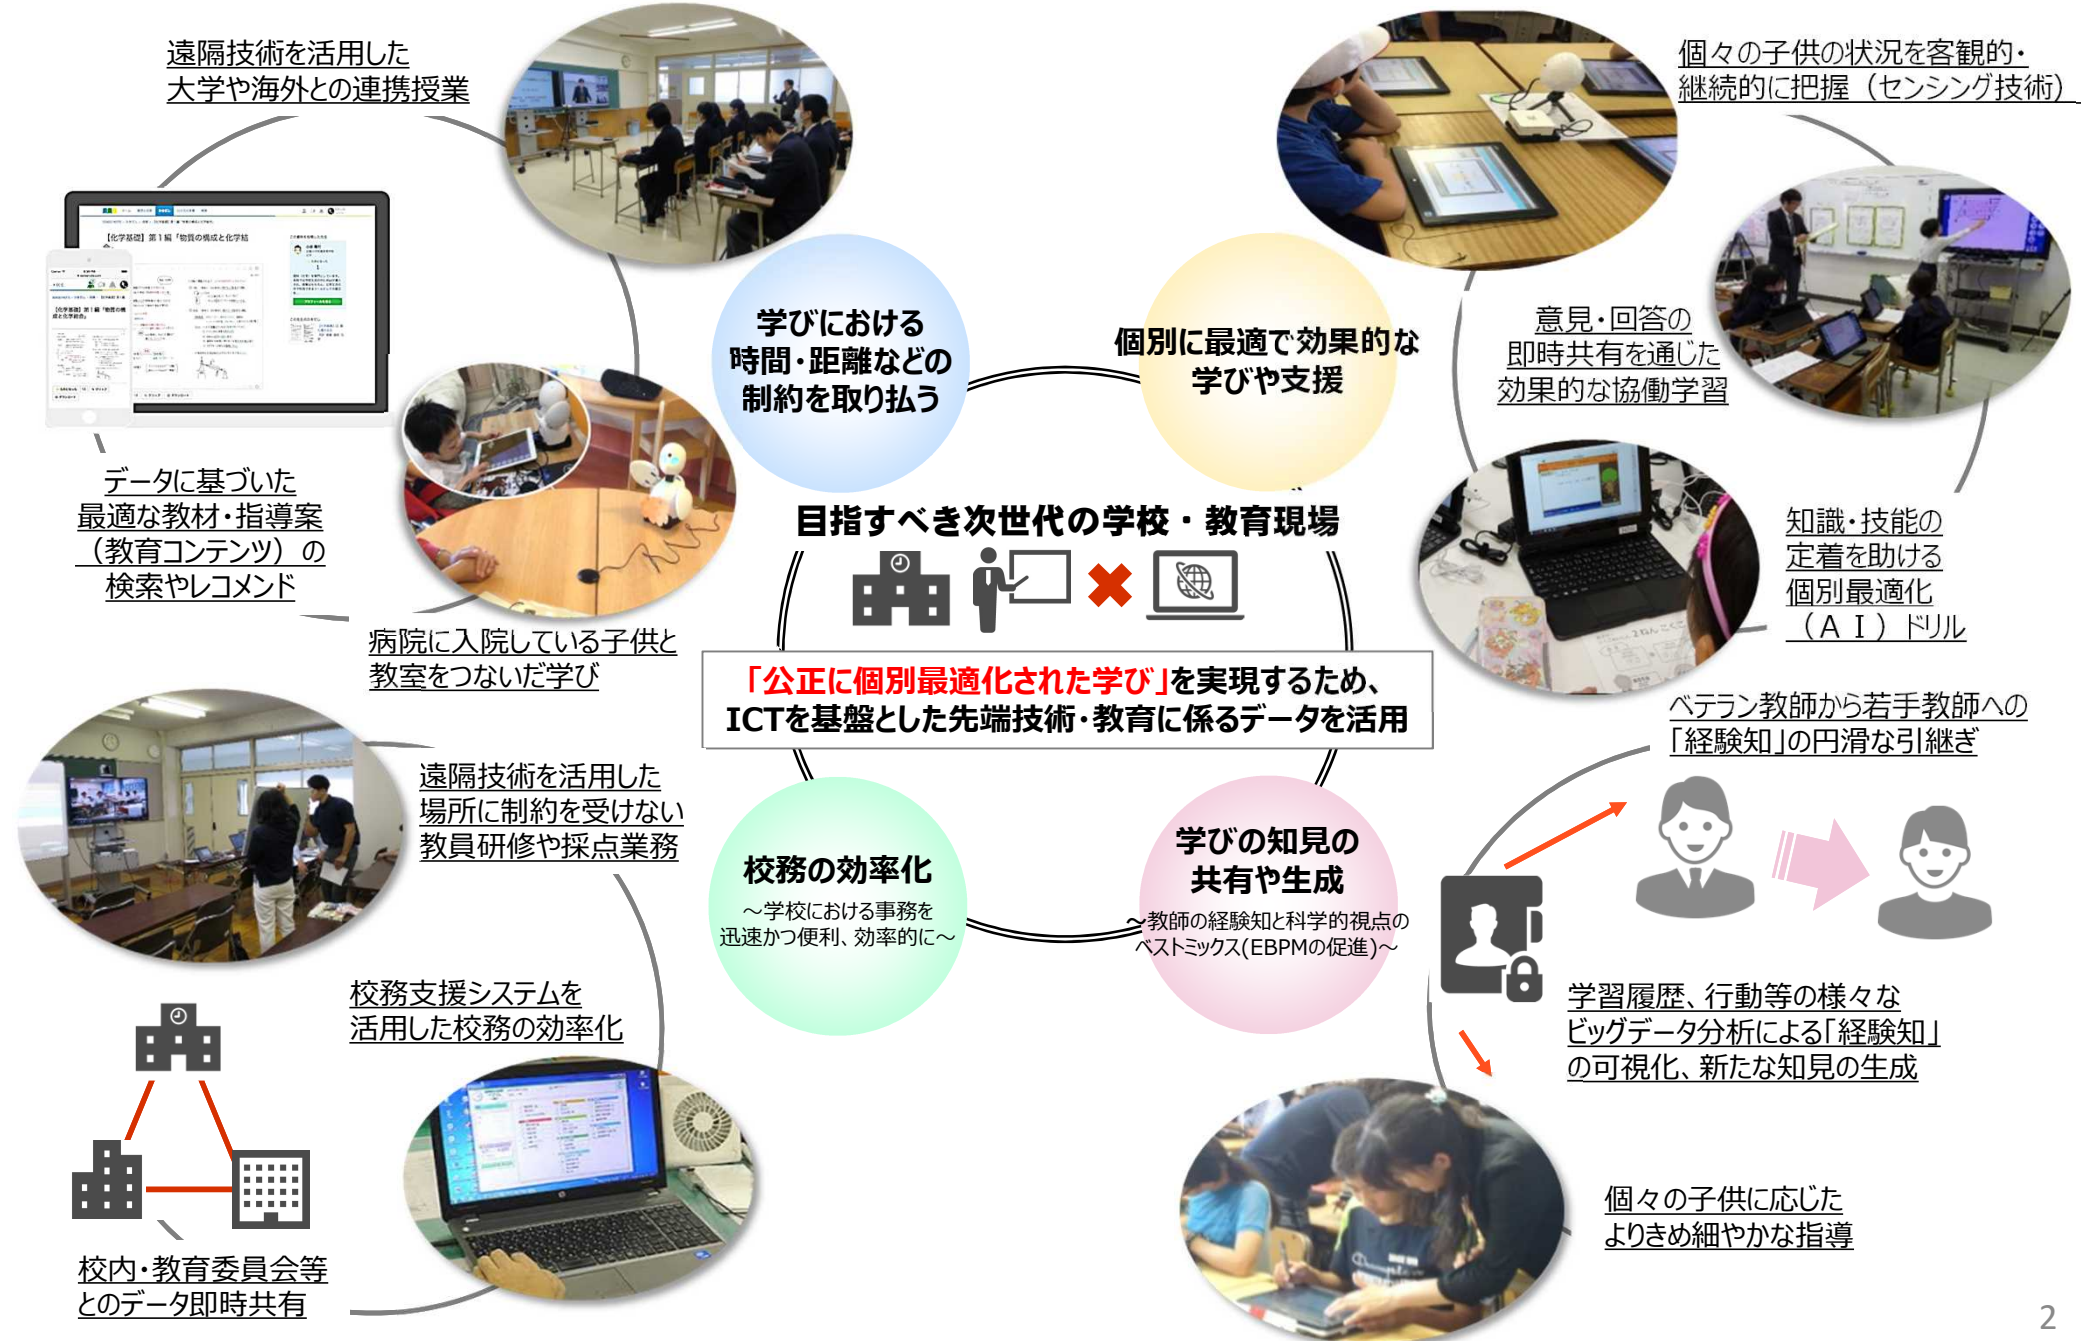 遠隔技術を活用した
大学や海外との連携授業
【化学基礎】第1編「物質の構成と化学結
データに基づいた
最適な教材・指導案
（教育コンテンツ）の
検索やレコメンド
病院に入院している子供と
教室をつないだ学び
学びにおける
時間・距離などの
制約を取り払う
個別に最適で効果的な
学びや支援
個々の子供の状況を客観的・
継続的に把握（センシング技術）
意見・回答の
即時共有を通じた
効果的な協働学習
知識・技能の
定着を助ける
個別最適化
（ＡＩ）ドリル
目指すべき次世代の学校・教育現場
「公正に個別最適化された学び」を実現するため、
ICTを基盤とした先端技術・教育に係るデータを活用
遠隔技術を活用した
場所に制約を受けない
教員研修や採点業務
校務支援システムを
活用した校務の効率化
校内・教育委員会等
とのデータ即時共有
校務の効率化
～学校における事務を
迅速かつ便利、効率的に～
学びの知見の
共有や生成
～教師の経験知と科学的視点の
ベストミックス(EBPMの促進)～
ベテラン教師から若手教師への
「経験知」の円滑な引継ぎ
学習履歴、行動等の様々な
ビッグデータ分析による「経験知」
の可視化、新たな知見の生成
個々の子供に応じた
よりきめ細やかな指導
2